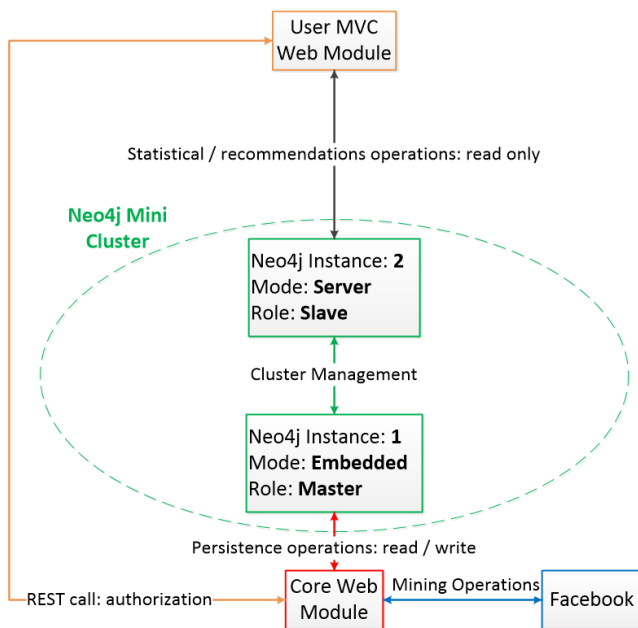 User MVC
Web Module
Statistical / recommendations operations: read only
Neo4j Mini
Cluster
Neo4j Instance: 2
Mode: Server
Role: Slave
Cluster Management
Neo4j Instance: 1
Mode: Embedded
Role: Master
Persistence operations: read / write
REST call: authorization
Core Web
Module
Mining Operations
Facebook